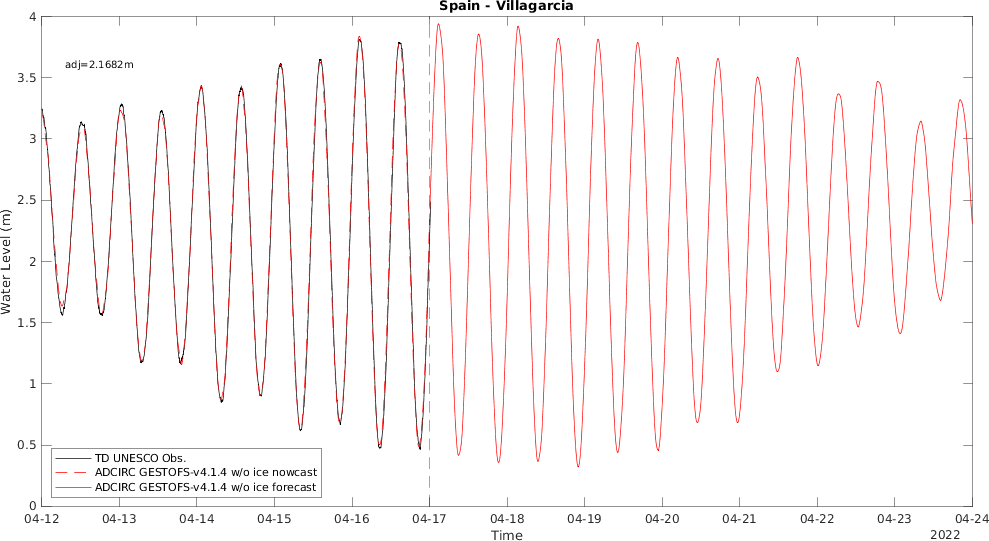 Spain - Villagarcia
4
adj=2.1682m
3.5
3
2.5
2
1.5
1
0.5
0
Water Level (m)
TD UNESCO Obs.
ADCIRC GESTOFS-v4.1.4 w/o ice nowcast
ADCIRC GESTOFS-v4.1.4 w/o ice forecast
04-12 04-13 04-14 04-15 04-16 04-17 04-18 04-19 04-20 04-21 04-22 04-23 04-24
Time
2022